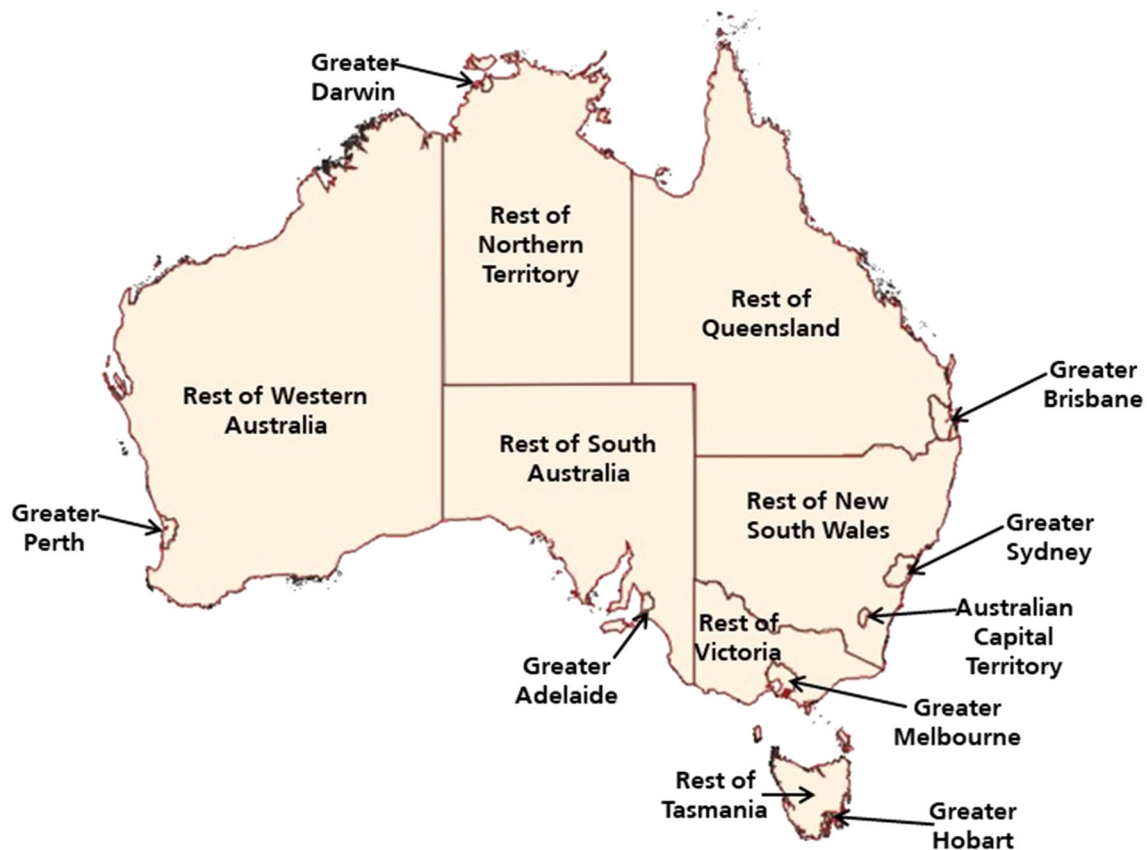 Greater
Darwin
Rest of
Northern
Territory
Rest of
Queensland
Greater
Brisbane
Rest of Western
Australia
Rest of South
Australia
Rest of New
South Wales
Greater
Perth
Greater
Sydney
Australian
Capital
Territory
Rest of
Victoria
Greater
Adelaide
Greater
Melbourne
Rest of
Tasmania
Greater
Hobart